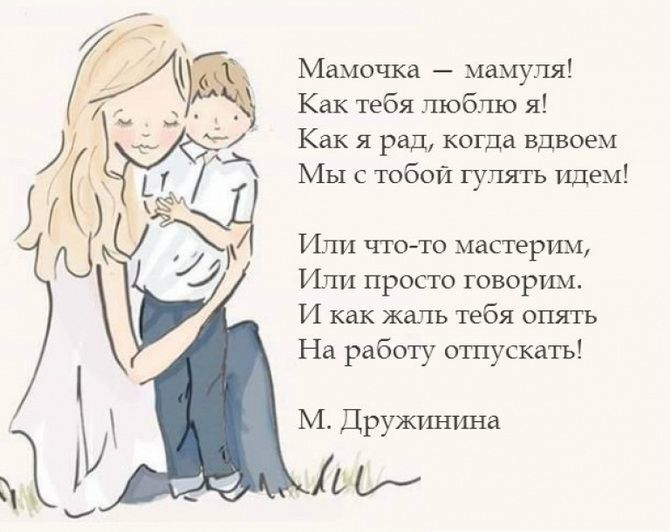 Мамочка — мамуля!
Как тебя люблю я!
Как я рад, когда вдвоем
Мы с тобой гулять идем!
Или что-то мастерим,
Или просто говорим.
И как жаль тебя опять
На работу отпускать!
М. Дружинина